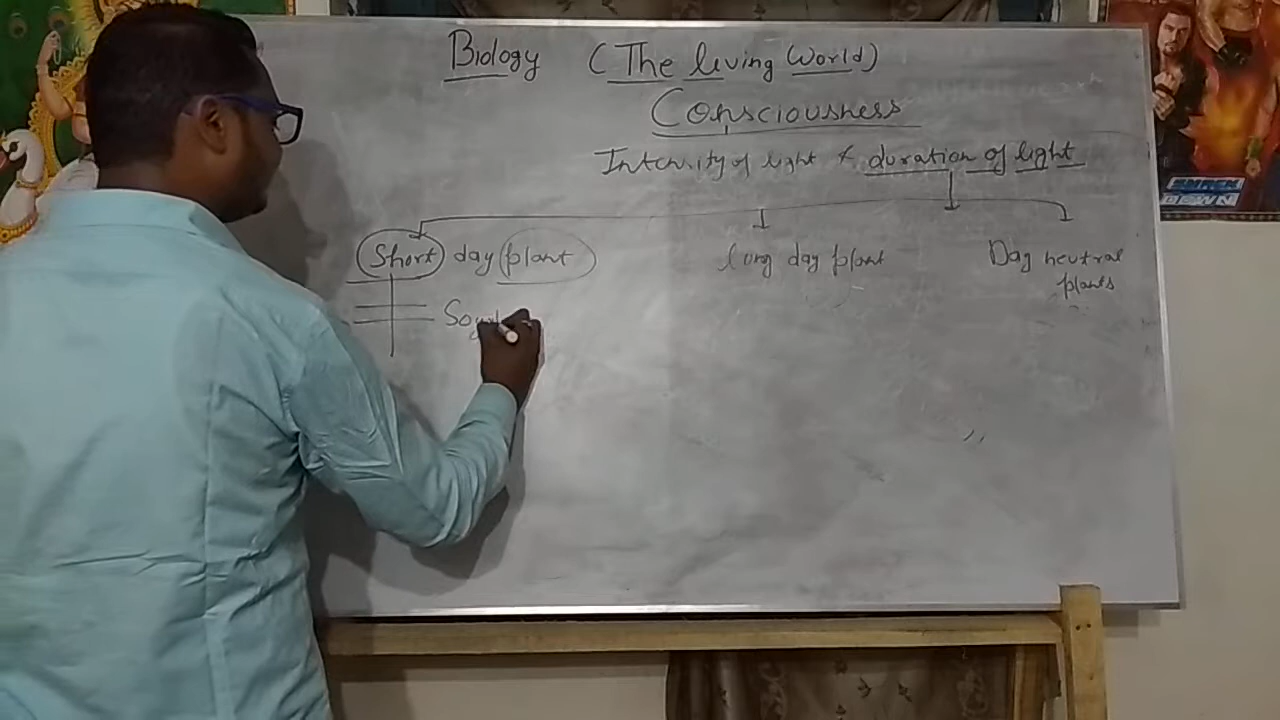 Biology (The living World)
Consciousness
Intensity of light & duration of light
Short day plant
long day plant
Day neutral
plants
Soy